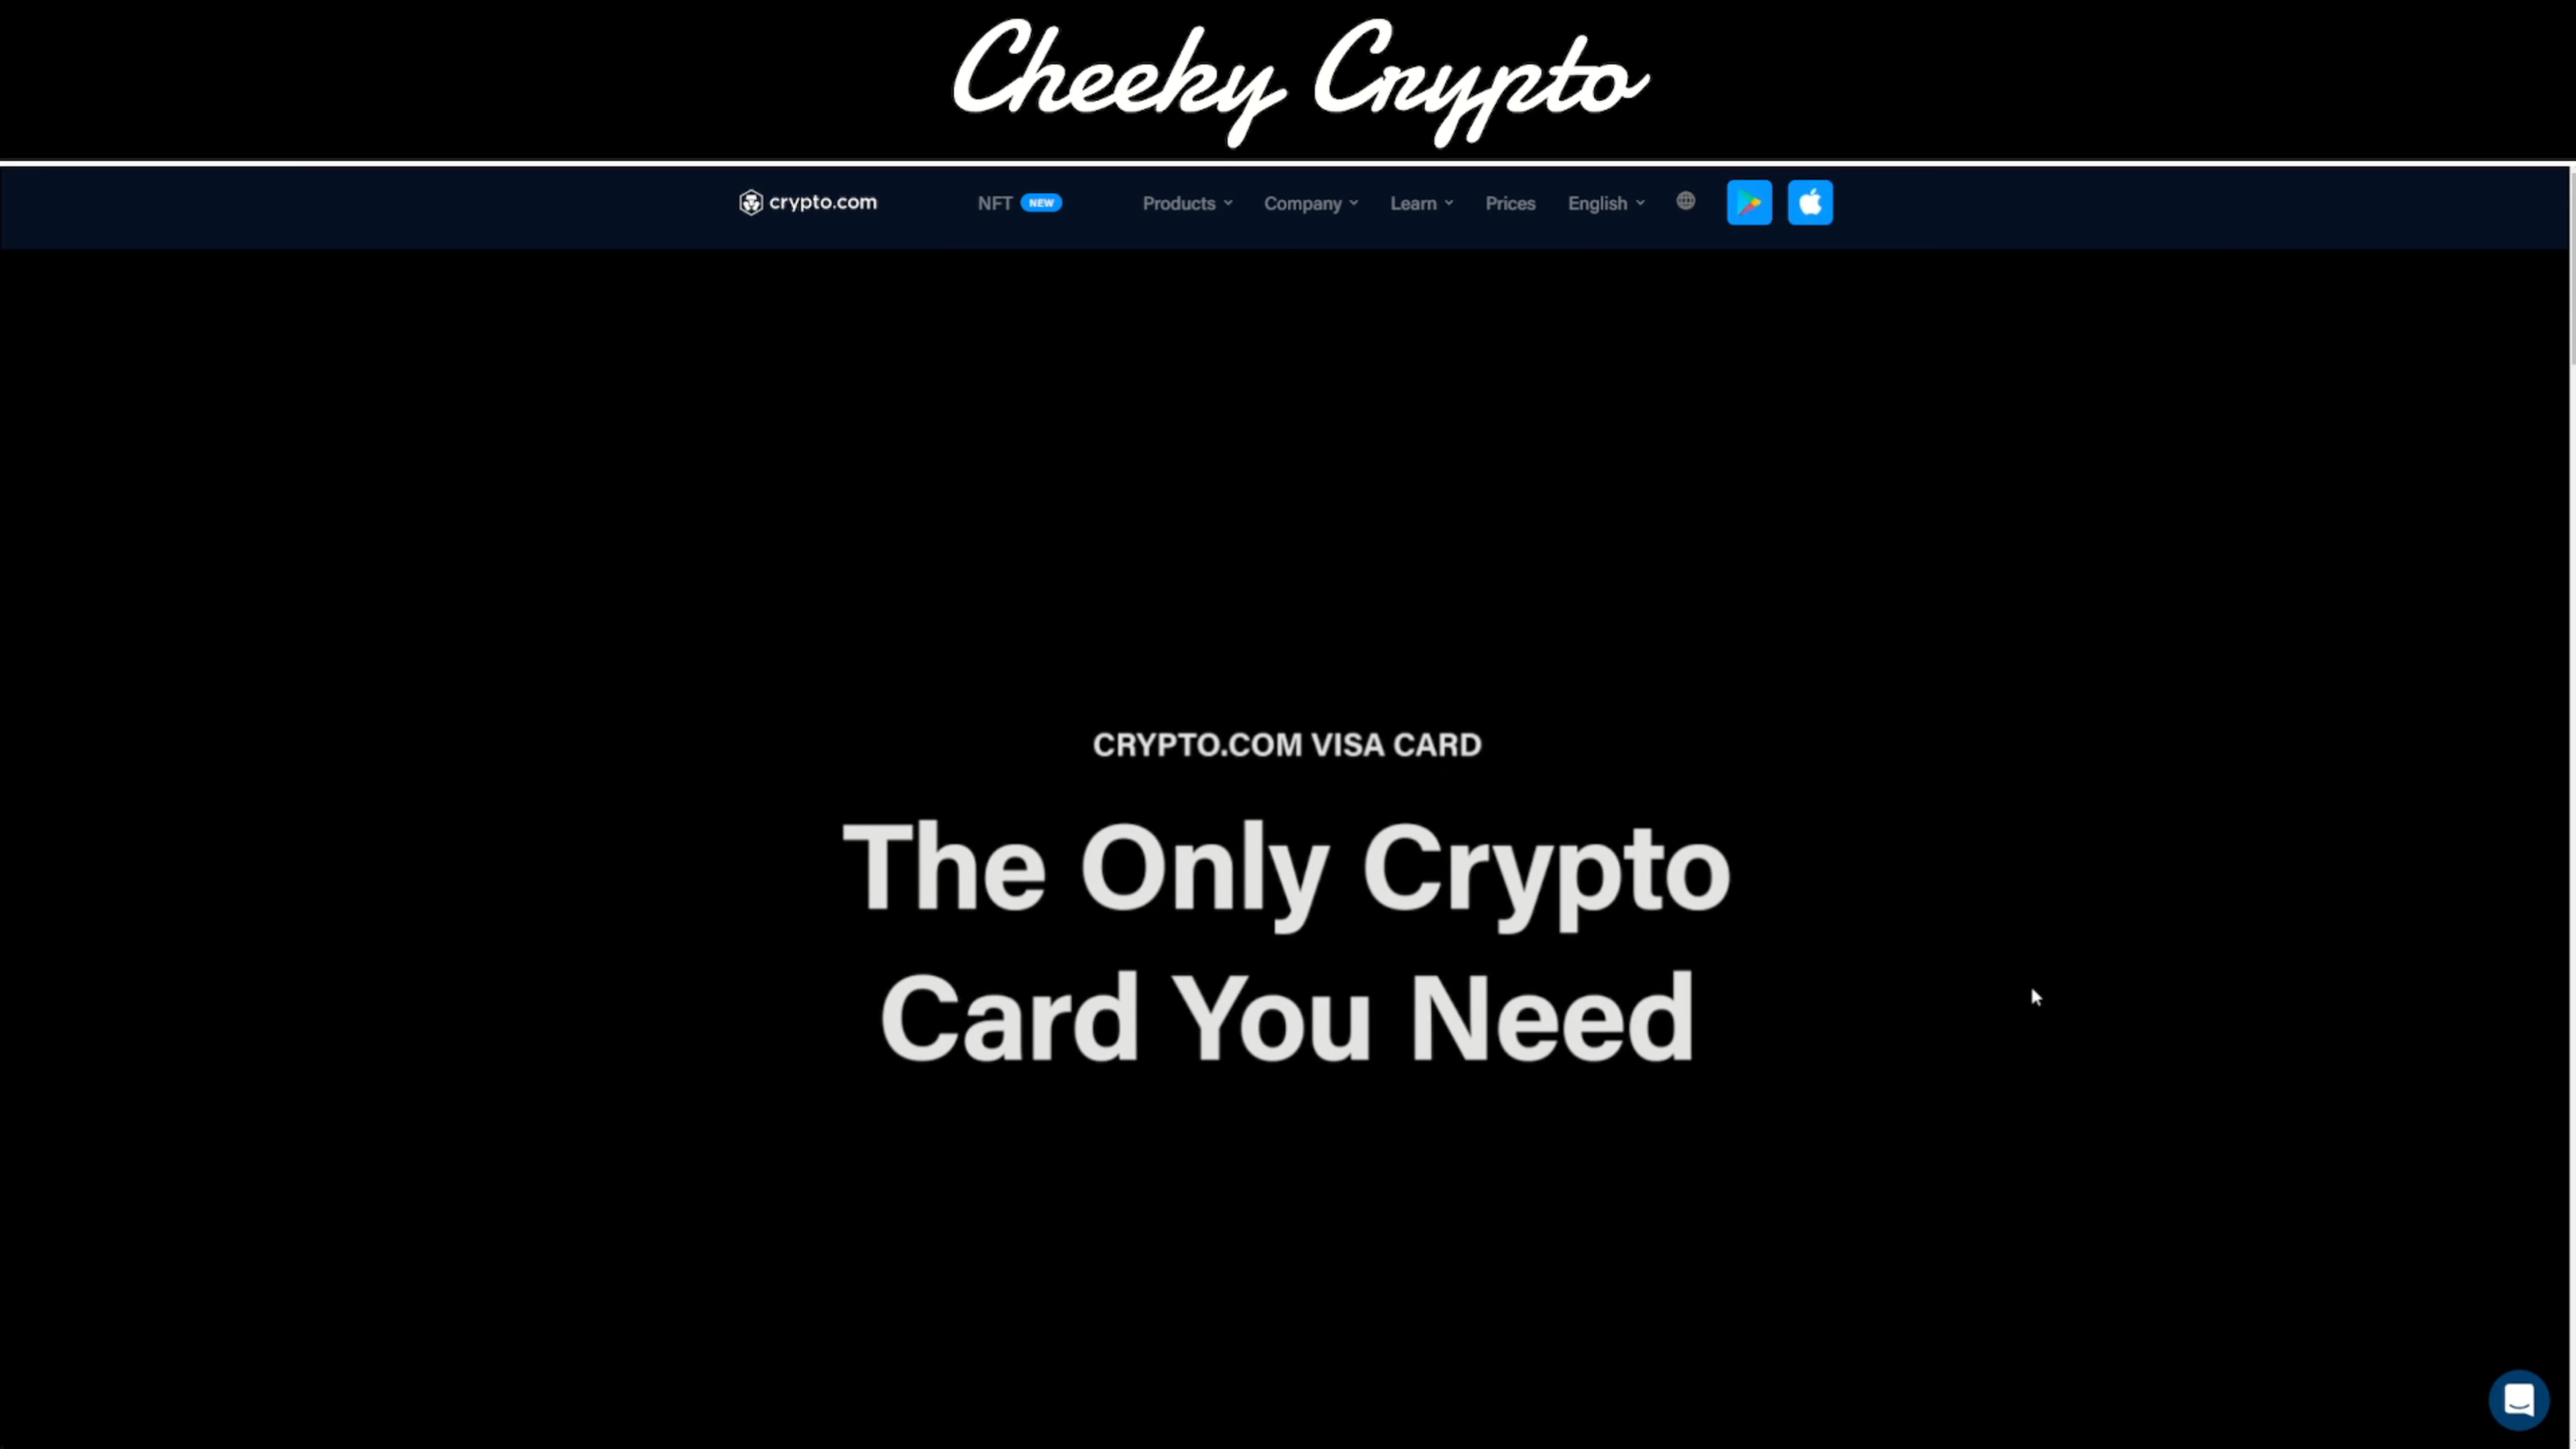 Cheeky Crypto
crypto.com NFT NEW Products Company Learn Prices English
CRYPTO.COM VISA CARD
The Only Crypto
Card You Need